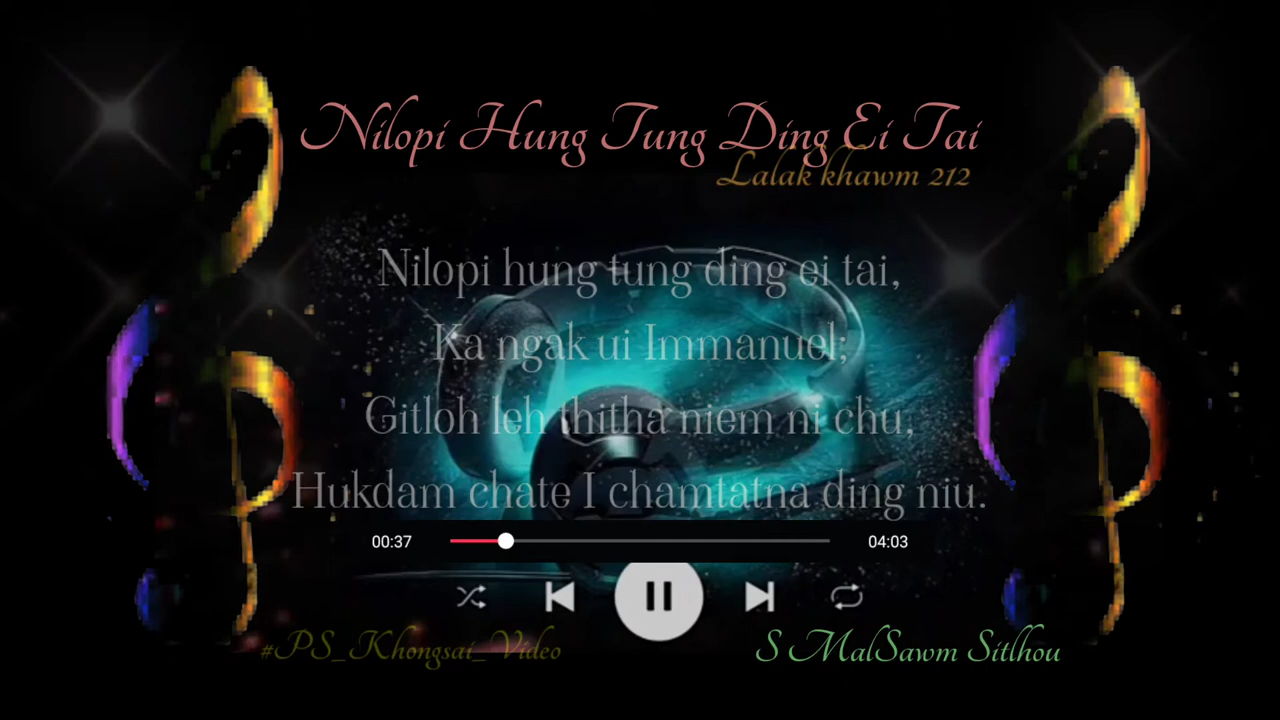 Nilopi Hung Tung Ding Ei Tai
Lalak khawm 212
Nilopi hung tung ding ei tai,
Ka ngak ui Immanuel;
Gitloh leh thitha niem ni chu,
Hukdam chate I chamtatna ding niu.
00:37 04:03
#PS_Khongsai_Video
S MalSawm Sitlhou